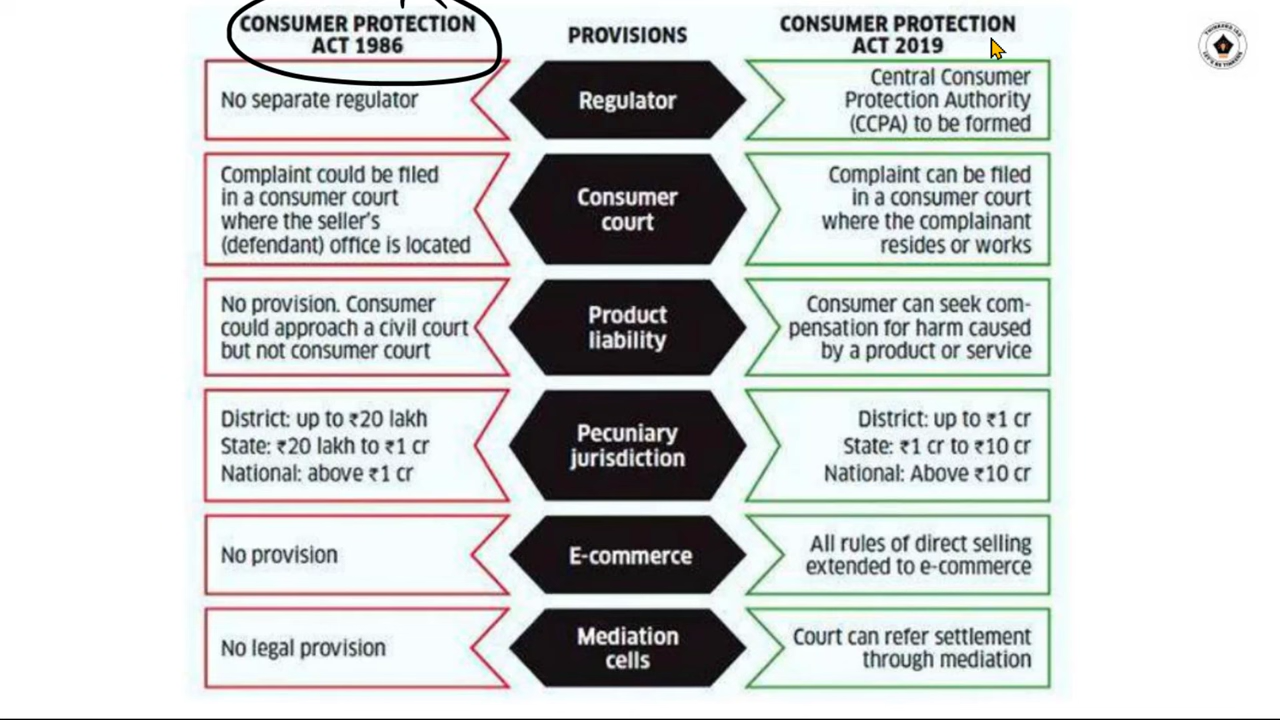 CONSUMER PROTECTION
ACT 1986
PROVISIONS
CONSUMER PROTECTION
ACT 2019
No separate regulator
Regulator
Central Consumer
Protection Authority
(CCPA) to be formed
Complaint could be filed
in a consumer court
where the seller's
(defendant) office is located
Consumer
court
Complaint can be filed
in a consumer court
where the complainant
resides or works
No provision. Consumer
could approach a civil court
but not consumer court
Product
liability
Consumer can seek com-
pensation for harm caused
by a product or service
District: up to ₹20 lakh
State: ₹20 lakh to ₹1 cr
National: above ₹1 cr
Pecuniary
jurisdiction
District: up to ₹1 cr
State: ₹1 cr to ₹10 cr
National: Above ₹10 cr
No provision
E-commerce
All rules of direct selling
extended to e-commerce
No legal provision
Mediation
cells
Court can refer settlement
through mediation